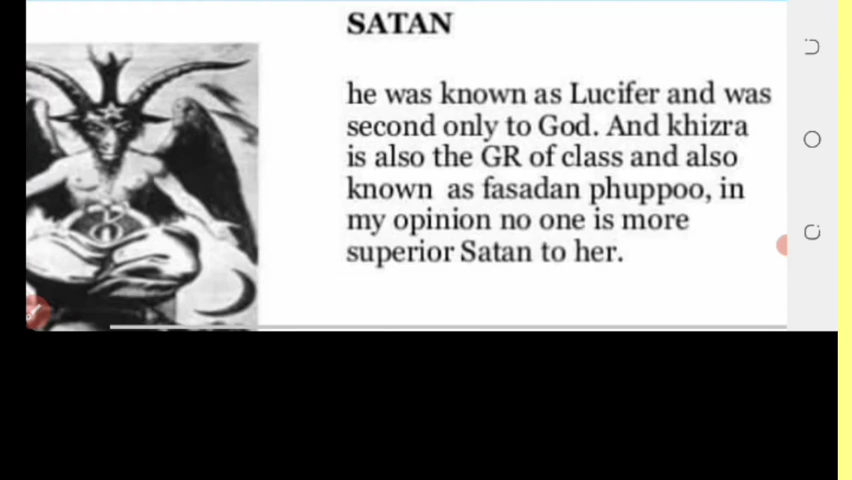 SATAN
he was known as Lucifer and was
second only to God. And khizra
is also the GR of class and also
known as fasadan phuppoo, in
my opinion no one is more
superior Satan to her.